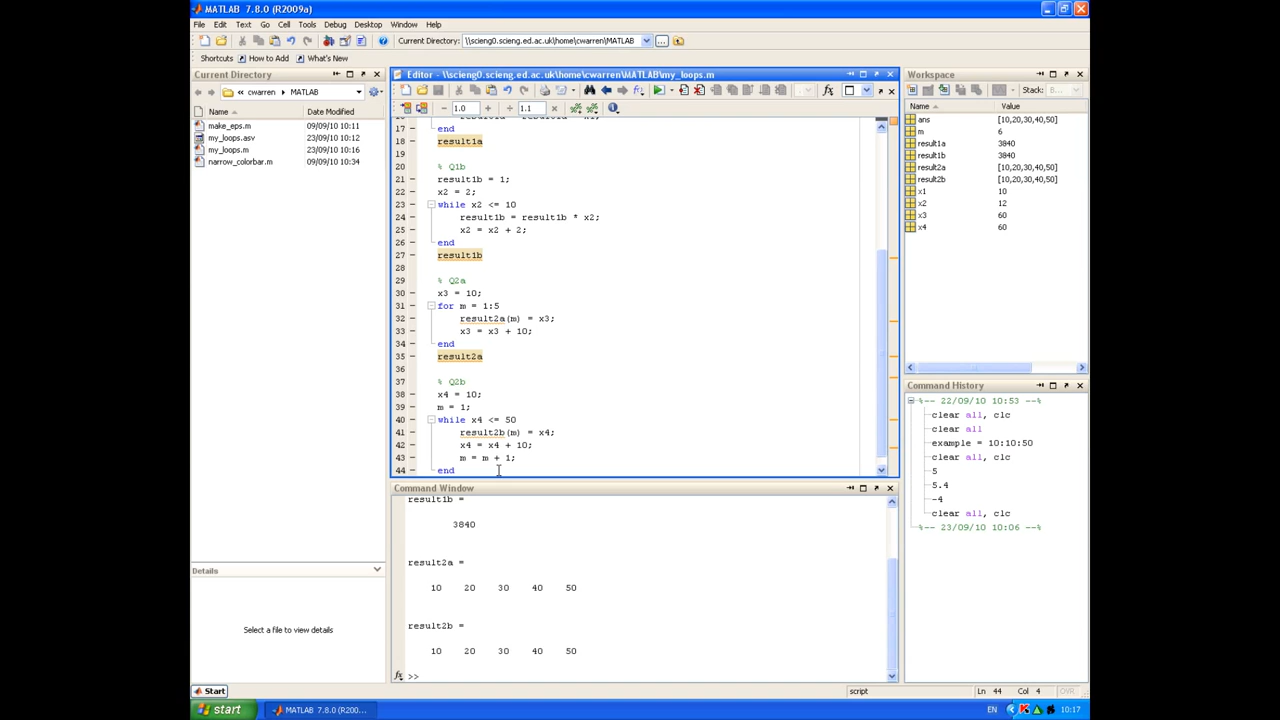 MATLAB 7.8.0 (R2009a)
File Edit Text Go Cell Tools Debug Desktop Window Help
Current Directory: \\scieng0.scieng.ed.ac.uk\home\cwarren\MATLAB
Shortcuts How to Add What's New
Current Directory
cwarren ▸ MATLAB
Name Date Modified
make_eps.m 09/09/10 10:11
my_loops.asv 23/09/10 10:12
my_loops.m 23/09/10 10:16
narrow_colorbar.m 09/09/10 10:34
Details
Select a file to view details
Editor - \\scieng0.scieng.ed.ac.uk\home\cwarren\MATLAB\my_loops.m
Stack:
1.0 1.1
17 end
18 result1a
19
20 % Q1b
21 result1b = 1;
22 x2 = 2;
23 while x2 <= 10
24 result1b = result1b * x2;
25 x2 = x2 + 2;
26 end
27 result1b
28
29 % Q2a
30 x3 = 10;
31 for m = 1:5
32 result2a(m) = x3;
33 x3 = x3 + 10;
34 end
35 result2a
36
37 % Q2b
38 x4 = 10;
39 m = 1;
40 while x4 <= 50
41 result2b(m) = x4;
42 x4 = x4 + 10;
43 m = m + 1;
44 end
Command Window
result1b =
3840
result2a =
10 20 30 40 50
result2b =
10 20 30 40 50
>>
Workspace
Name Value
ans [10,20,30,40,50]
m 6
result1a 3840
result1b 3840
result2a [10,20,30,40,50]
result2b [10,20,30,40,50]
x1 10
x2 12
x3 60
x4 60
Command History
%-- 22/09/10 10:53 --%
clear all, clc
clear all
example = 10:10:50
clear all, clc
5
5.4
-4
clear all, clc
%-- 23/09/10 10:06 --%
Start
script Ln 44 Col 4 OVR
start MATLAB 7.8.0 (R200... EN 10:17